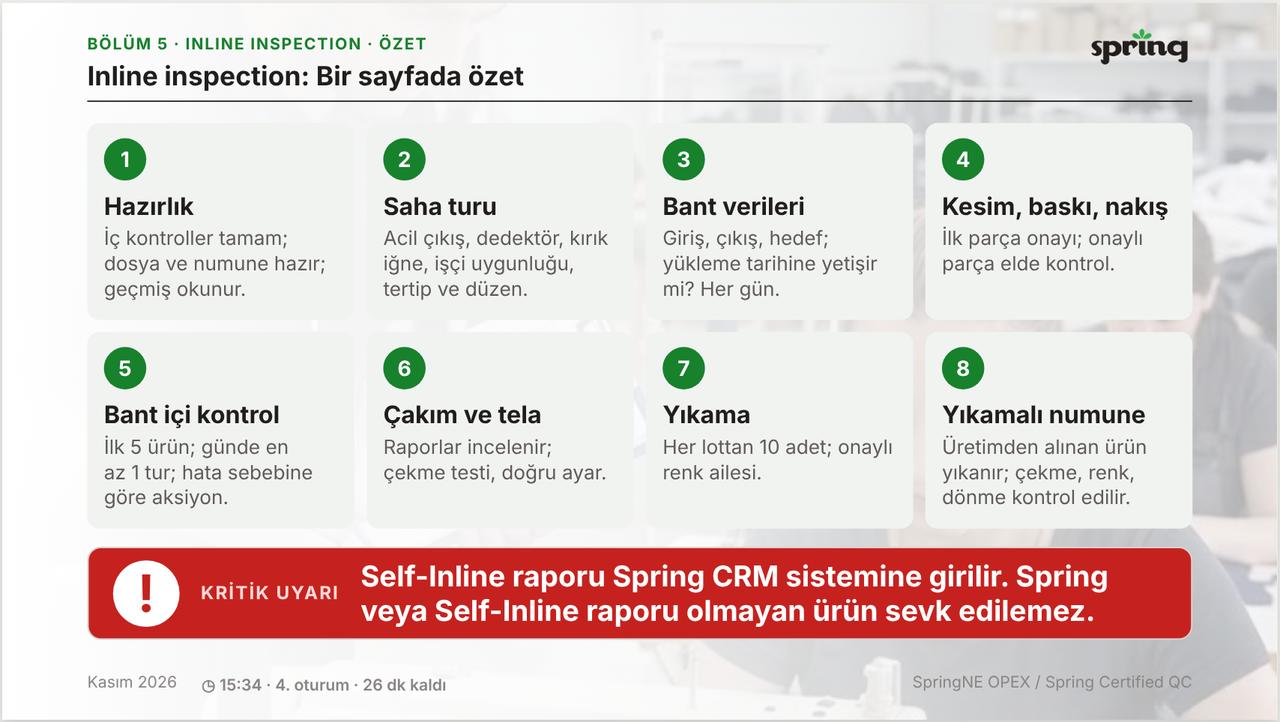 BÖLÜM 5 · INLINE INSPECTION · ÖZET
spring
Inline inspection: Bir sayfada özet
1
Hazırlık
İç kontroller tamam;
dosya ve numune hazır;
geçmiş okunur.
2
Saha turu
Acil çıkış, dedektör, kırık
iğne, işçi uygunluğu,
tertip ve düzen.
3
Bant verileri
Giriş, çıkış, hedef;
yükleme tarihine yetişir
mi? Her gün.
4
Kesim, baskı, nakış
İlk parça onayı; onaylı
parça elde kontrol.
5
Bant içi kontrol
İlk 5 ürün; günde en
az 1 tur; hata sebebine
göre aksiyon.
6
Çakım ve tela
Raporlar incelenir;
çekme testi, doğru ayar.
7
Yıkama
Her lottan 10 adet; onaylı
renk ailesi.
8
Yıkamalı numune
Üretimden alınan ürün
yıkanır; çekme, renk,
dönme kontrol edilir.
!
KRİTİK UYARI
Self-Inline raporu Spring CRM sistemine girilir. Spring
veya Self-Inline raporu olmayan ürün sevk edilemez.
Kasım 2026
15:34 · 4. oturum · 26 dk kaldı
SpringNE OPEX / Spring Certified QC